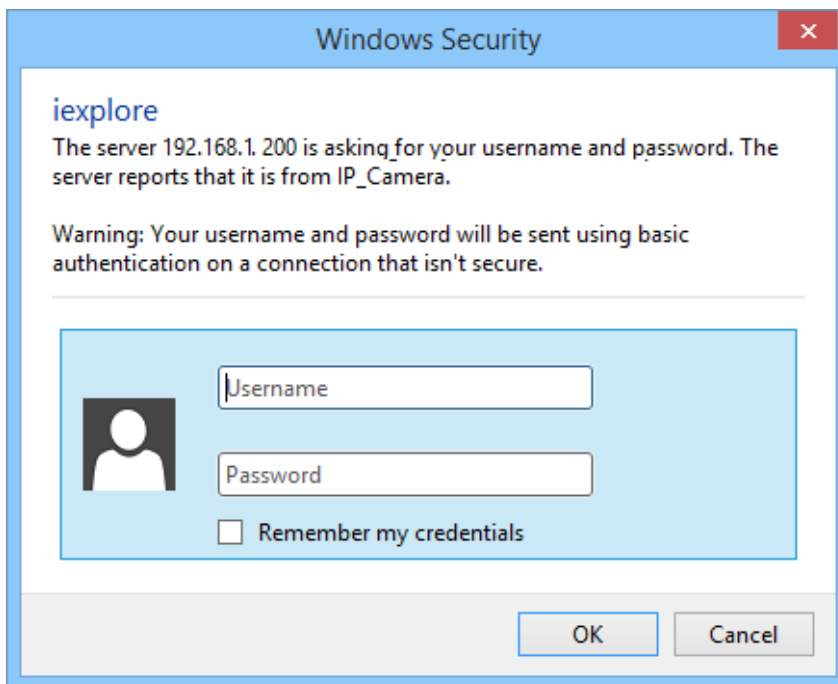 Windows Security
iexplore
The server 192.168.1. 200 is asking for your username and password. The
server reports that it is from IP_Camera.
Warning: Your username and password will be sent using basic
authentication on a connection that isn't secure.
Username
Password
Remember my credentials
OK Cancel